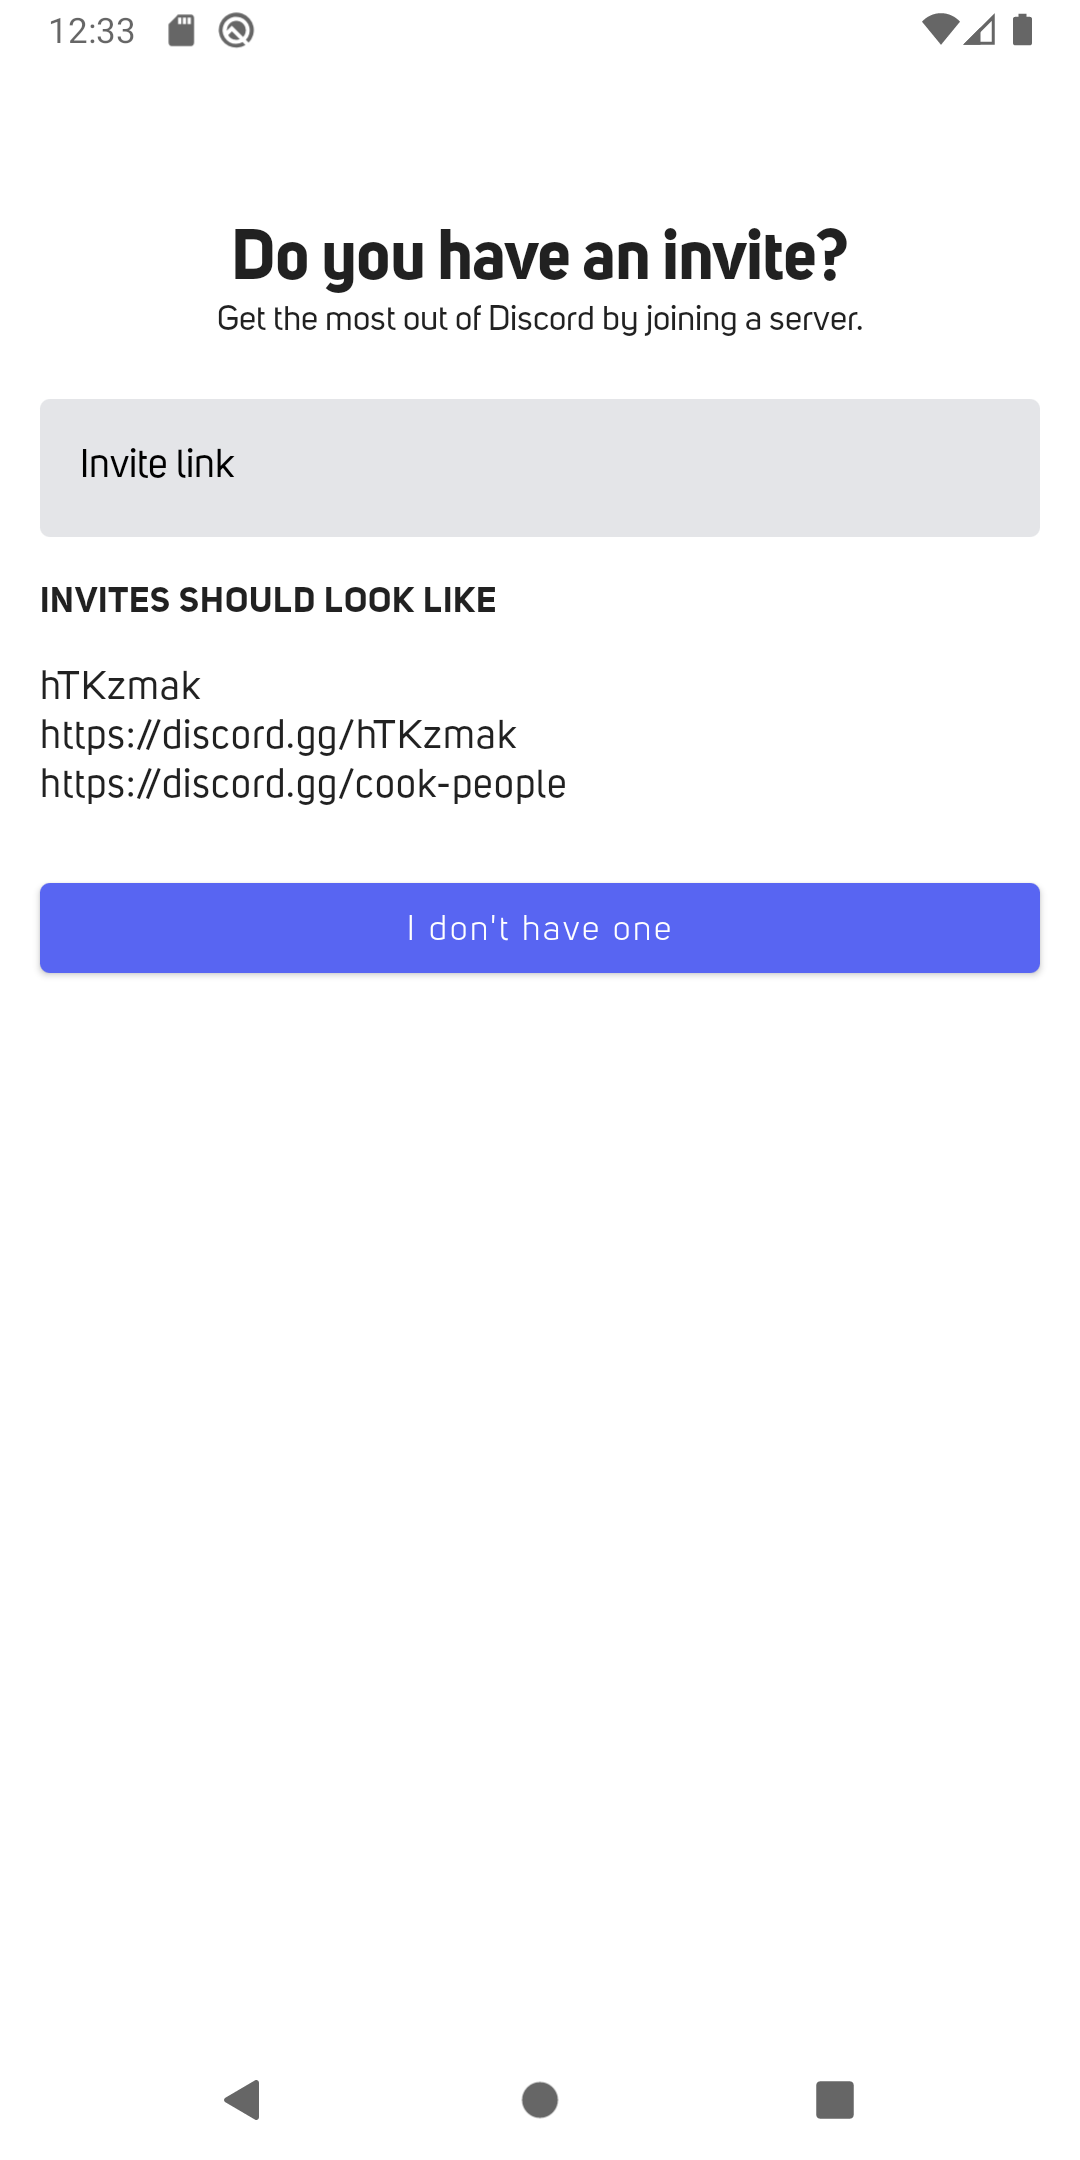 12:33
Do you have an invite?
Get the most out of Discord by joining a server.
Invite link
INVITES SHOULD LOOK LIKE
hTKzmak
https://discord.gg/hTKzmak
https://discord.gg/cook-people
I don't have one